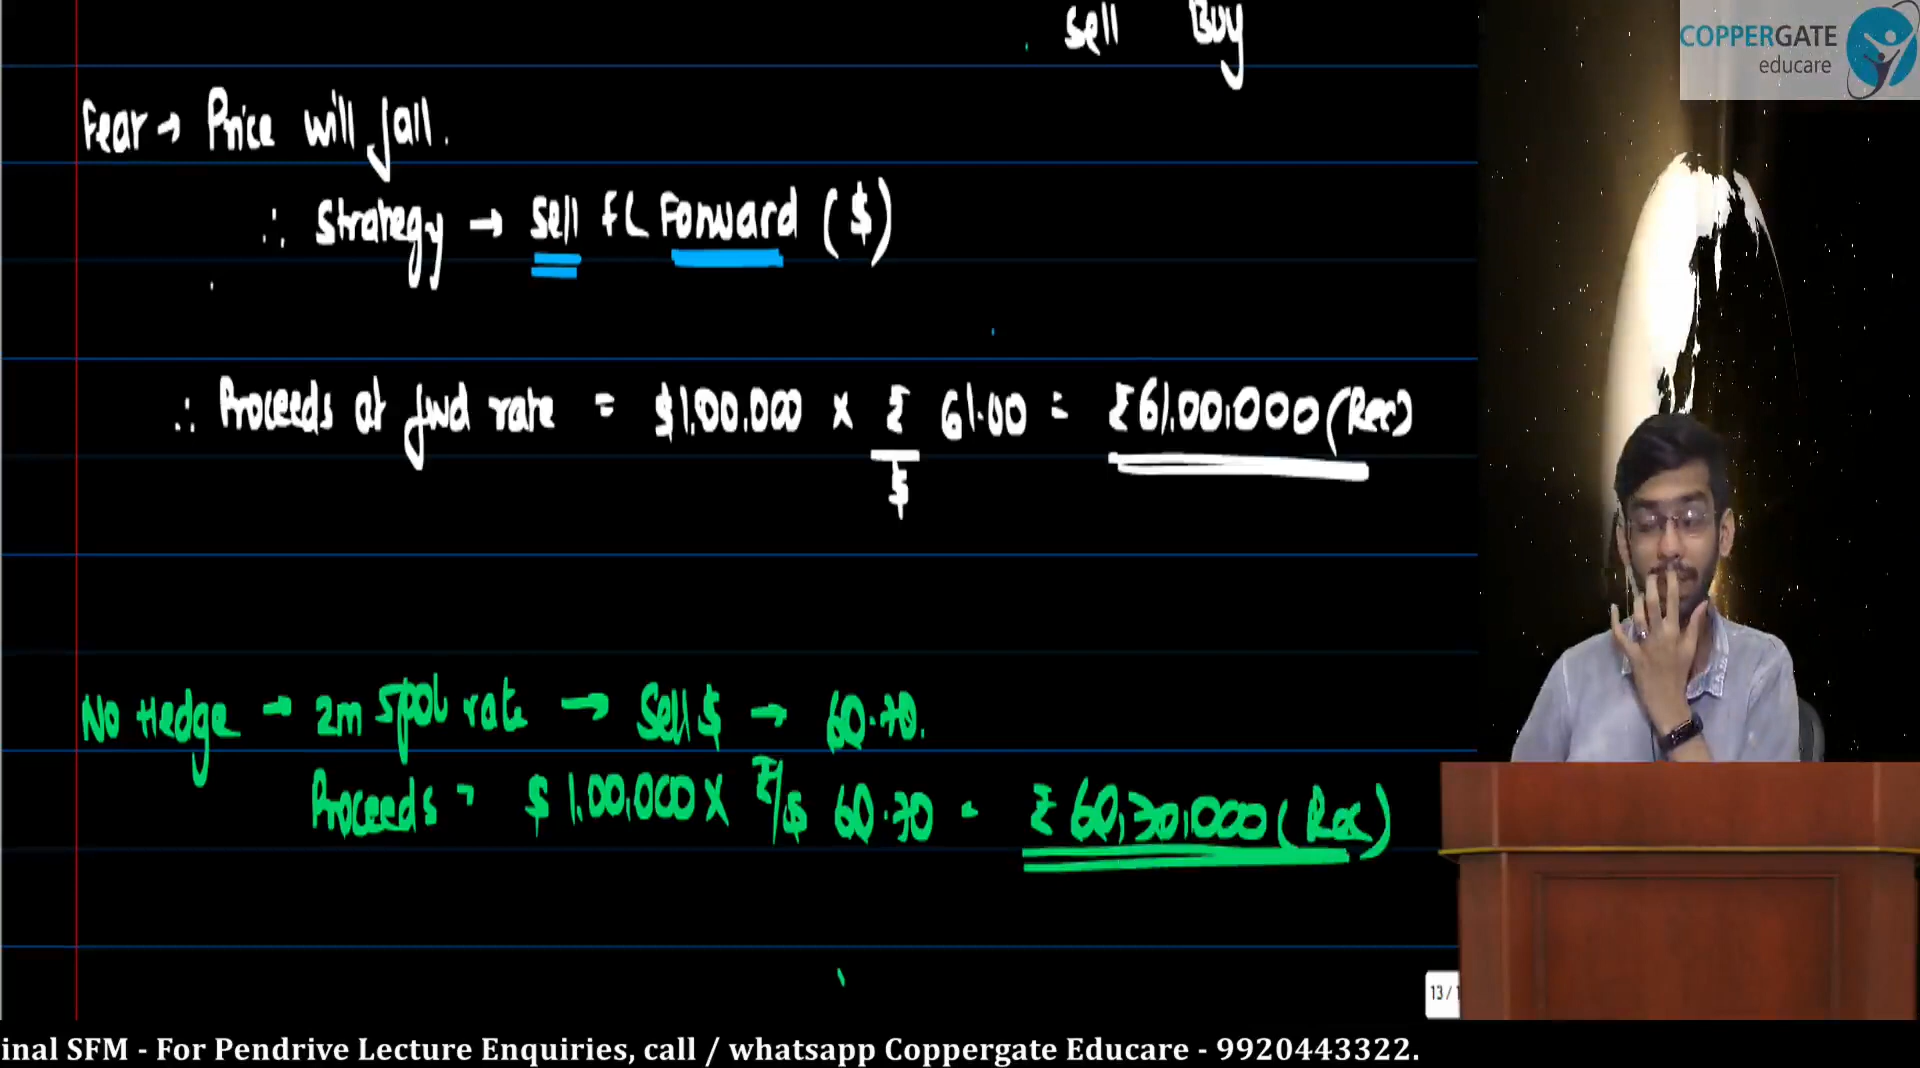 Sell Buy
COPPERGATE
educare
Fear → Price will fall.
∴ Strategy → Sell FC Forward ($)
∴ Proceeds at fwd rate = $1,00,000 × ₹/$ 61.00 = ₹61,00,000 (Rec)
No Hedge → 2m spot rate → Sell $ → 60.70.
Proceeds = $ 1,00,000 × ₹/$ 60.70 = ₹ 60,70,000 (Rec)
13 / 1
inal SFM - For Pendrive Lecture Enquiries, call / whatsapp Coppergate Educare - 9920443322.